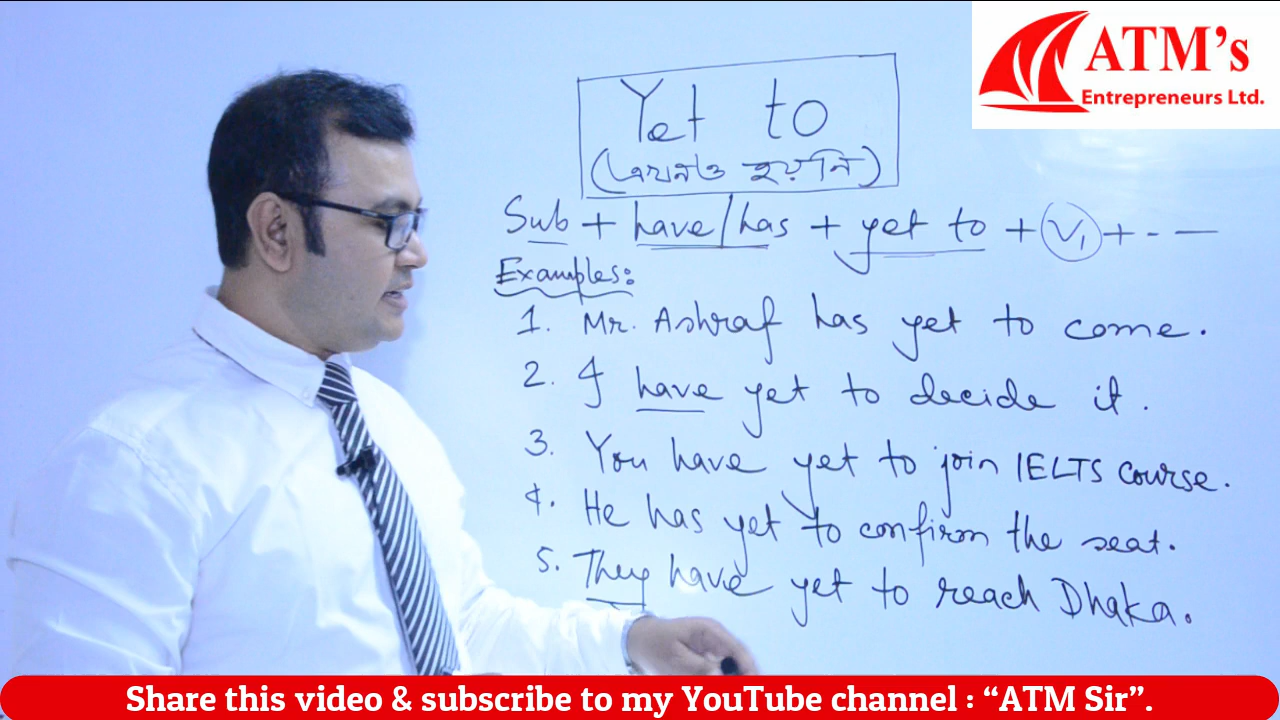 ATM's
Entrepreneurs Ltd.
Yet to
(এখনও হয়নি)
Sub + have/has + yet to + V1 + - —
Examples:
1. Mr. Ashraf has yet to come.
2. I have yet to decide it.
3. You have yet to join IELTS course.
4. He has yet to confirm the seat.
5. They have yet to reach Dhaka.
Share this video & subscribe to my YouTube channel : “ATM Sir”.